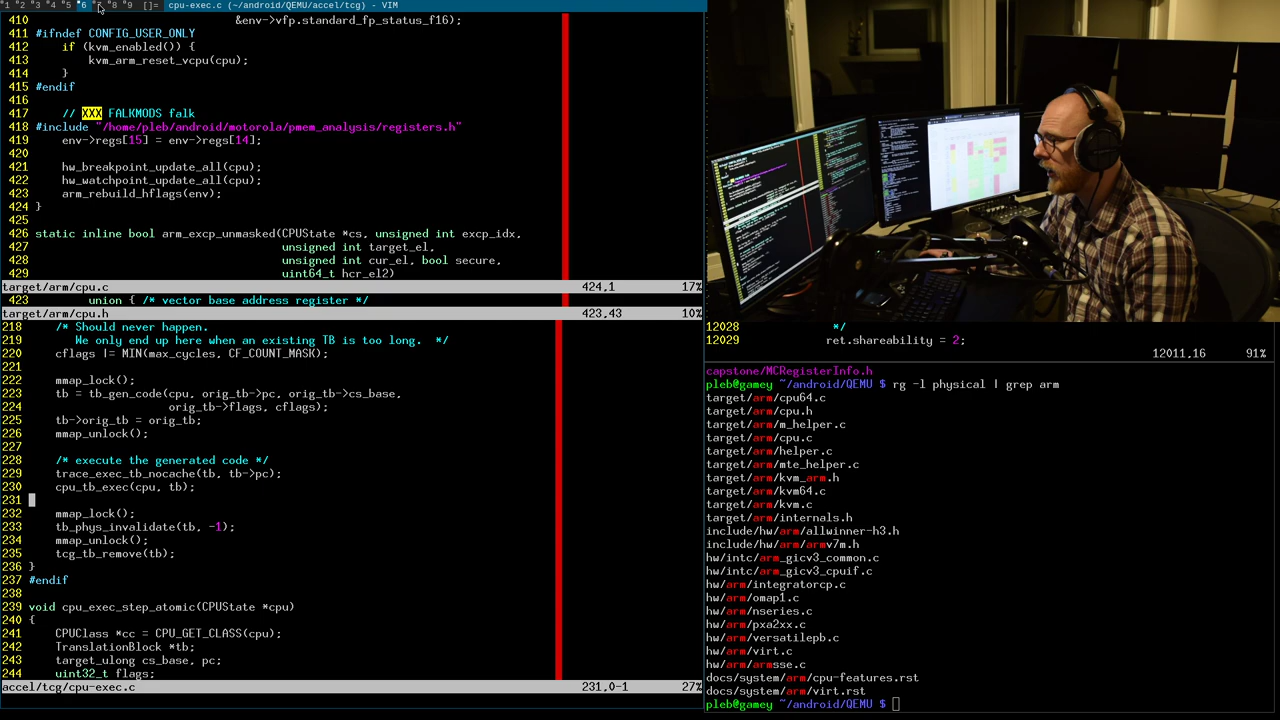 1 2 3 4 5 6 7 8 9 []= cpu-exec.c (~/android/QEMU/accel/tcg) - VIM
410 &env->vfp.standard_fp_status_f16);
411 #ifndef CONFIG_USER_ONLY
412 if (kvm_enabled()) {
413 kvm_arm_reset_vcpu(cpu);
414 }
415 #endif
416
417 // XXX FALKMODS falk
418 #include "/home/pleb/android/motorola/pmem_analysis/registers.h"
419 env->regs[15] = env->regs[14];
420
421 hw_breakpoint_update_all(cpu);
422 hw_watchpoint_update_all(cpu);
423 arm_rebuild_hflags(env);
424 }
425
426 static inline bool arm_excp_unmasked(CPUState *cs, unsigned int excp_idx,
427 unsigned int target_el,
428 unsigned int cur_el, bool secure,
429 uint64_t hcr_el2)
target/arm/cpu.c 424,1 17%
423 union { /* vector base address register */
target/arm/cpu.h 423,43 10%
218 /* Should never happen.
219 We only end up here when an existing TB is too long. */
220 cflags |= MIN(max_cycles, CF_COUNT_MASK);
221
222 mmap_lock();
223 tb = tb_gen_code(cpu, orig_tb->pc, orig_tb->cs_base,
224 orig_tb->flags, cflags);
225 tb->orig_tb = orig_tb;
226 mmap_unlock();
227
228 /* execute the generated code */
229 trace_exec_tb_nocache(tb, tb->pc);
230 cpu_tb_exec(cpu, tb);
231
232 mmap_lock();
233 tb_phys_invalidate(tb, -1);
234 mmap_unlock();
235 tcg_tb_remove(tb);
236 }
237 #endif
238
239 void cpu_exec_step_atomic(CPUState *cpu)
240 {
241 CPUClass *cc = CPU_GET_CLASS(cpu);
242 TranslationBlock *tb;
243 target_ulong cs_base, pc;
244 uint32_t flags;
accel/tcg/cpu-exec.c 231,0-1 27%
12028 */
12029 ret.shareability = 2;
12011,16 91%
capstone/MCRegisterInfo.h
pleb@gamey ~/android/QEMU $ rg -l physical | grep arm
target/arm/cpu64.c
target/arm/cpu.h
target/arm/m_helper.c
target/arm/cpu.c
target/arm/helper.c
target/arm/mte_helper.c
target/arm/kvm_arm.h
target/arm/kvm64.c
target/arm/kvm.c
target/arm/internals.h
include/hw/arm/allwinner-h3.h
include/hw/arm/armv7m.h
hw/intc/arm_gicv3_common.c
hw/intc/arm_gicv3_cpuif.c
hw/arm/integratorcp.c
hw/arm/omap1.c
hw/arm/nseries.c
hw/arm/pxa2xx.c
hw/arm/versatilepb.c
hw/arm/virt.c
hw/arm/armsse.c
docs/system/arm/cpu-features.rst
docs/system/arm/virt.rst
pleb@gamey ~/android/QEMU $